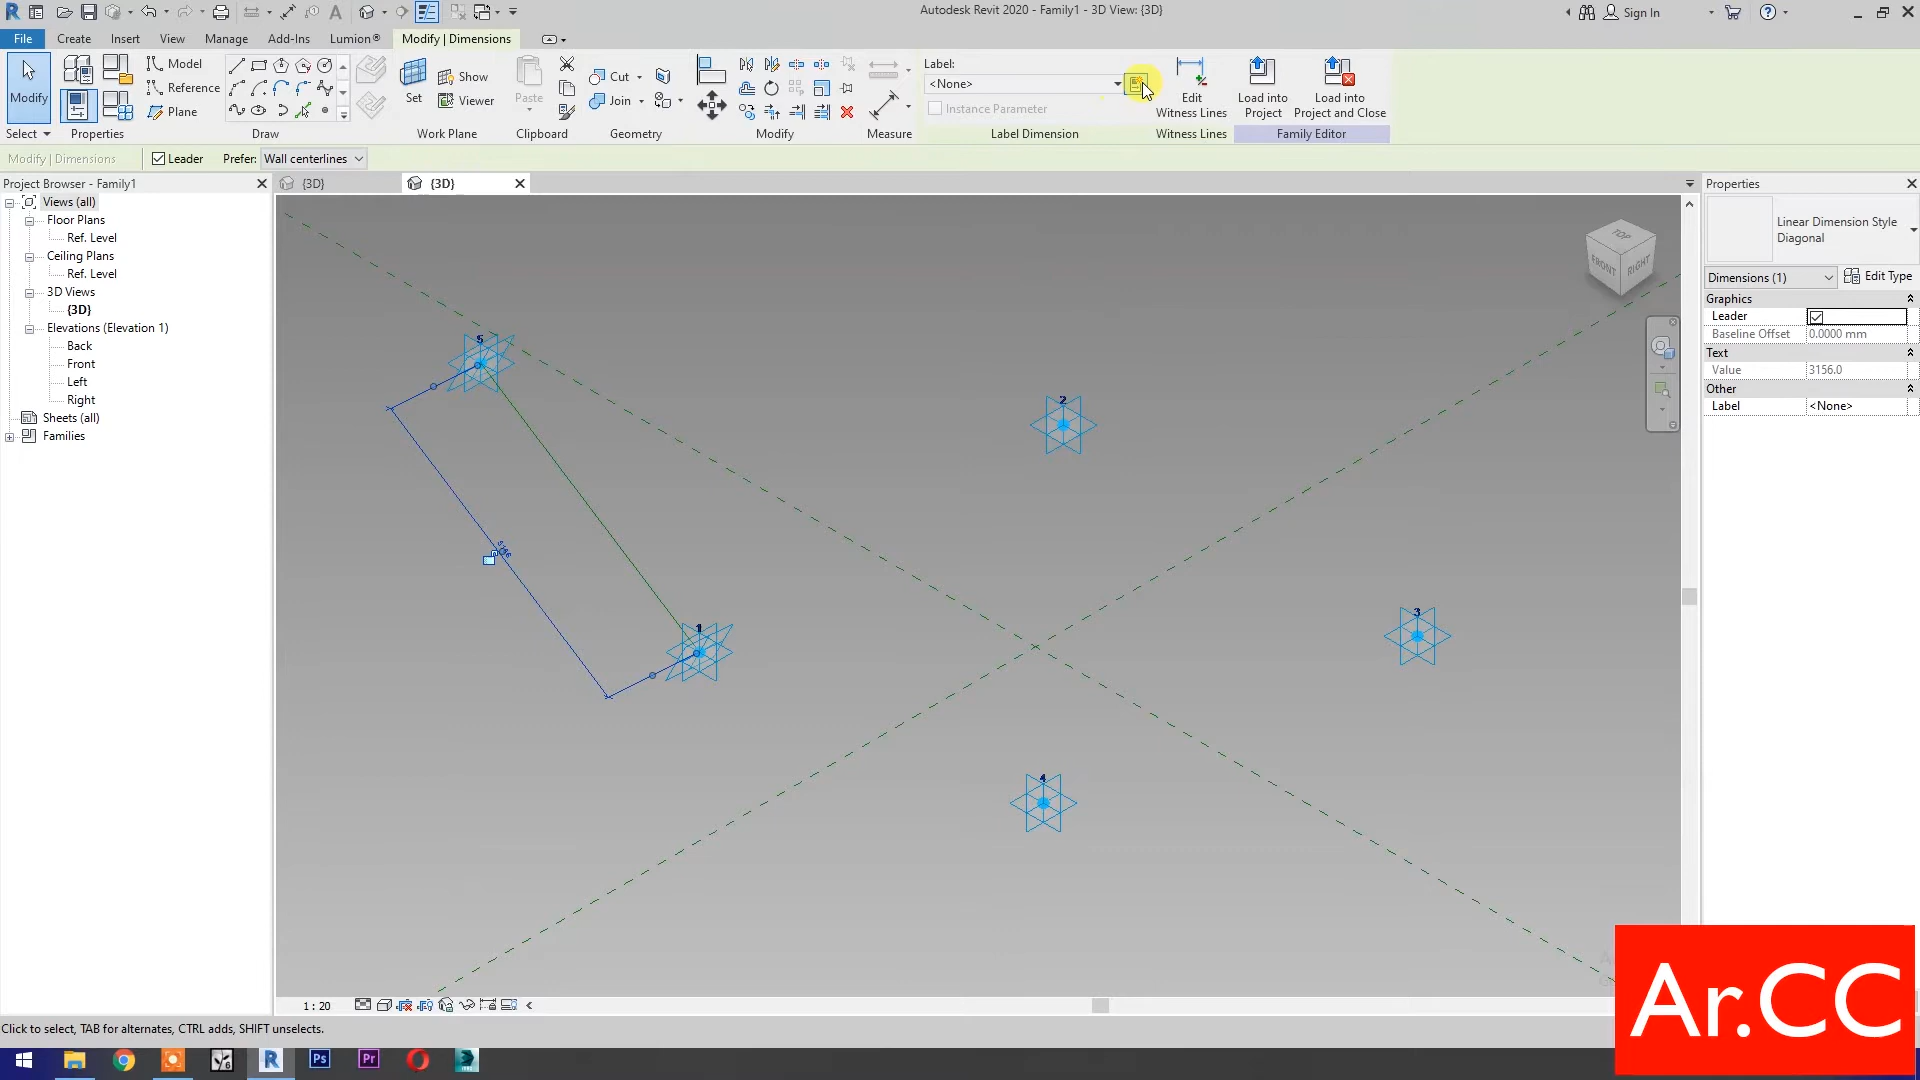 Autodesk Revit 2020 - Family1 - 3D View: {3D}
Sign In
File
Create
Insert
View
Manage
Add-Ins
Lumion®
Modify | Dimensions
Modify
Select
Properties
Model
Reference
Plane
Draw
Set
Show
Viewer
Work Plane
Paste
Clipboard
Cut
Join
Geometry
Modify
Measure
Label:
<None>
Instance Parameter
Label Dimension
Edit
Witness Lines
Witness Lines
Load into
Project
Load into
Project and Close
Family Editor
Modify | Dimensions
Leader
Prefer:
Wall centerlines
Project Browser - Family1
{3D}
{3D}
Properties
Views (all)
Floor Plans
Ref. Level
Ceiling Plans
Ref. Level
3D Views
{3D}
Elevations (Elevation 1)
Back
Front
Left
Right
Sheets (all)
Families
5
1
2
3
4
TOP
FRONT
RIGHT
Linear Dimension Style
Diagonal
Dimensions (1)
Edit Type
Graphics
Leader
Baseline Offset
0.0000 mm
Text
Value
3156.0
Other
Label
<None>
1 : 20
Click to select, TAB for alternates, CTRL adds, SHIFT unselects.
Ps
Pr
Ar.CC